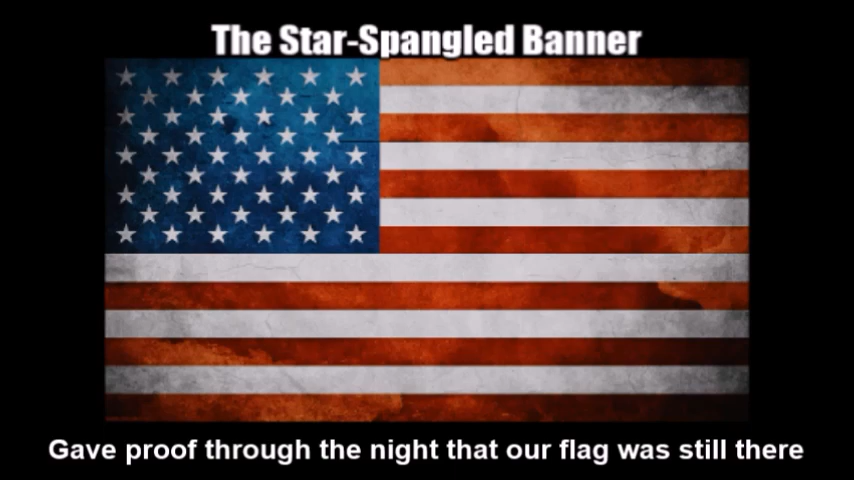 The Star-Spangled Banner
Gave proof through the night that our flag was still there